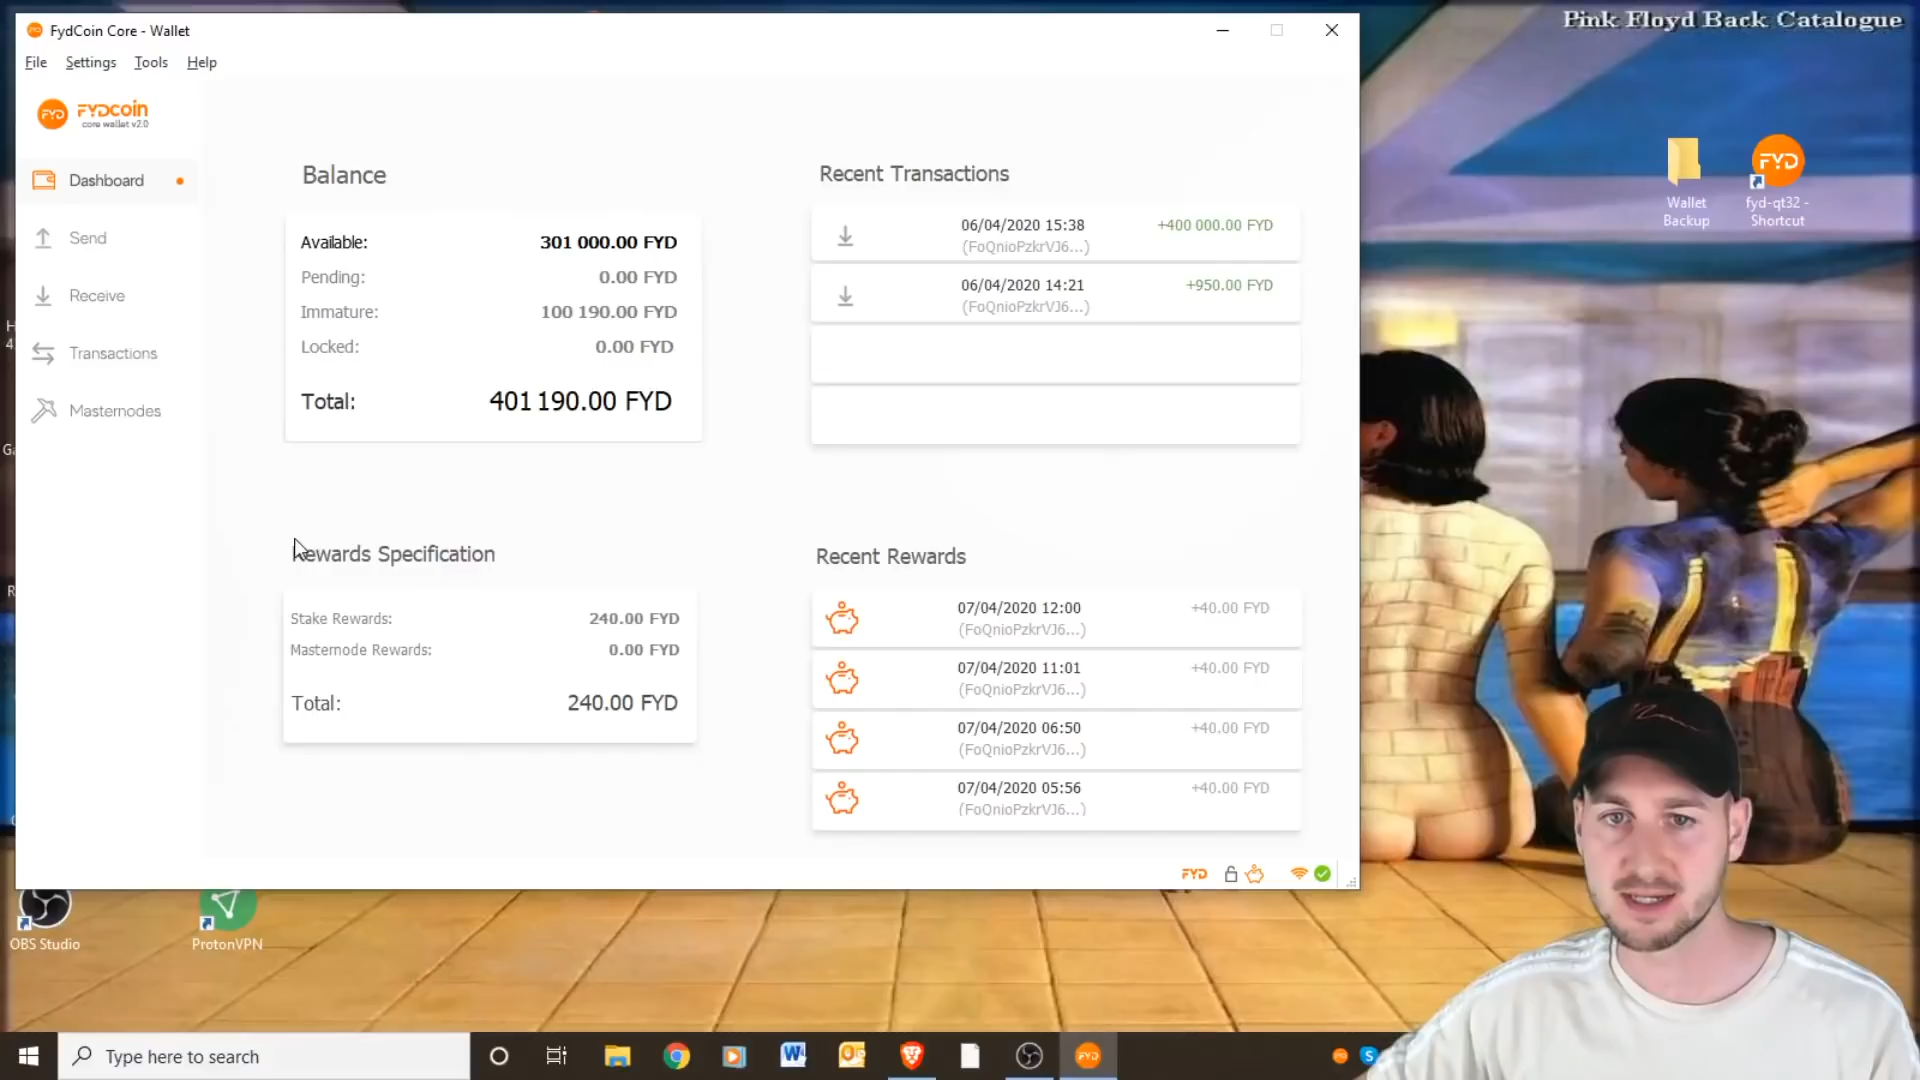 Pink Floyd Back Catalogue
FydCoin Core - Wallet
File Settings Tools Help
FYD FYDcoin
core wallet v2.0
Dashboard
Send
Receive
Transactions
Masternodes
Balance
Available: 301 000.00 FYD
Pending: 0.00 FYD
Immature: 100 190.00 FYD
Locked: 0.00 FYD
Total: 401 190.00 FYD
Recent Transactions
06/04/2020 15:38 +400 000.00 FYD
(FoQnioPzkrVJ6...)
06/04/2020 14:21 +950.00 FYD
(FoQnioPzkrVJ6...)
Rewards Specification
Stake Rewards: 240.00 FYD
Masternode Rewards: 0.00 FYD
Total: 240.00 FYD
Recent Rewards
07/04/2020 12:00 +40.00 FYD
(FoQnioPzkrVJ6...)
07/04/2020 11:01 +40.00 FYD
(FoQnioPzkrVJ6...)
07/04/2020 06:50 +40.00 FYD
(FoQnioPzkrVJ6...)
07/04/2020 05:56 +40.00 FYD
(FoQnioPzkrVJ6...)
FYD
Wallet
Backup
FYD
fyd-qt32 -
Shortcut
OBS Studio
ProtonVPN
Type here to search
FYD